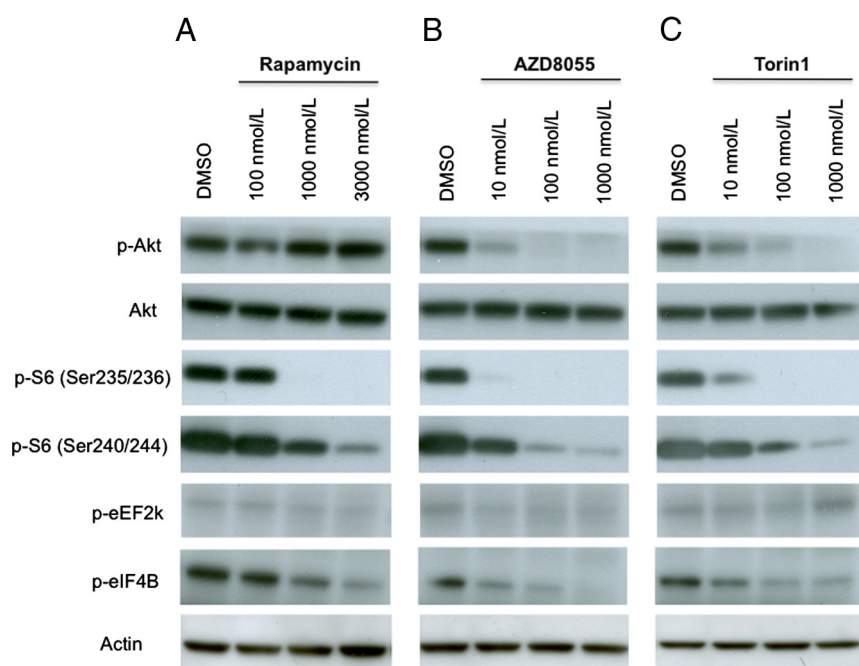 A
B
C
Rapamycin
AZD8055
Torin1
DMSO
100 nmol/L
1000 nmol/L
3000 nmol/L
DMSO
10 nmol/L
100 nmol/L
1000 nmol/L
DMSO
10 nmol/L
100 nmol/L
1000 nmol/L
p-Akt
Akt
p-S6 (Ser235/236)
p-S6 (Ser240/244)
p-eEF2k
p-eIF4B
Actin